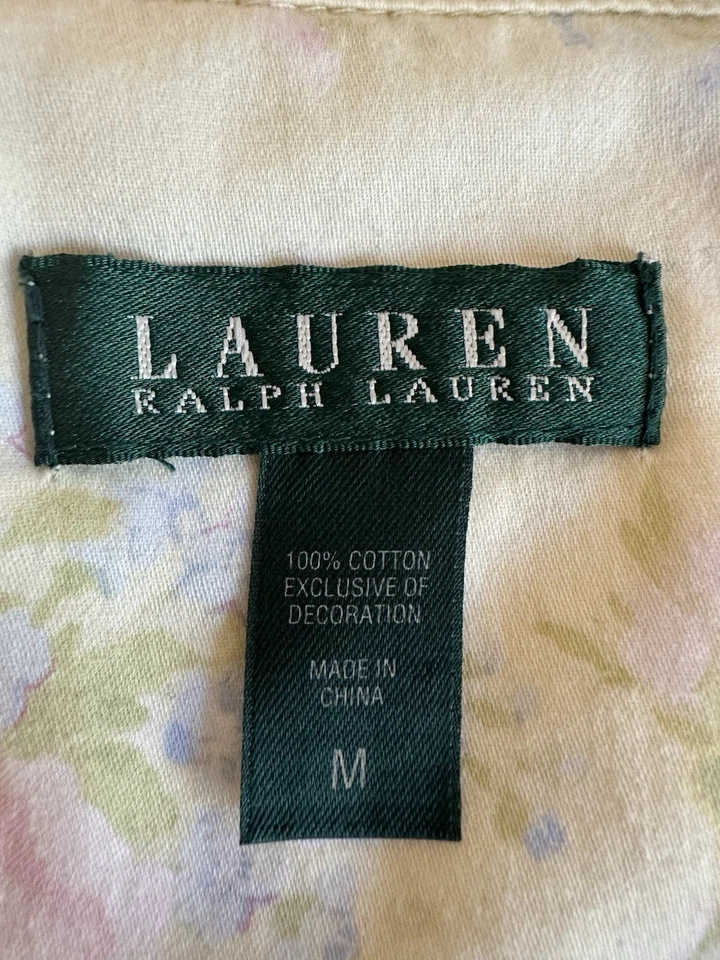 LAUREN
RALPH LAUREN
100% COTTON
EXCLUSIVE OF
DECORATION
MADE IN
CHINA
M